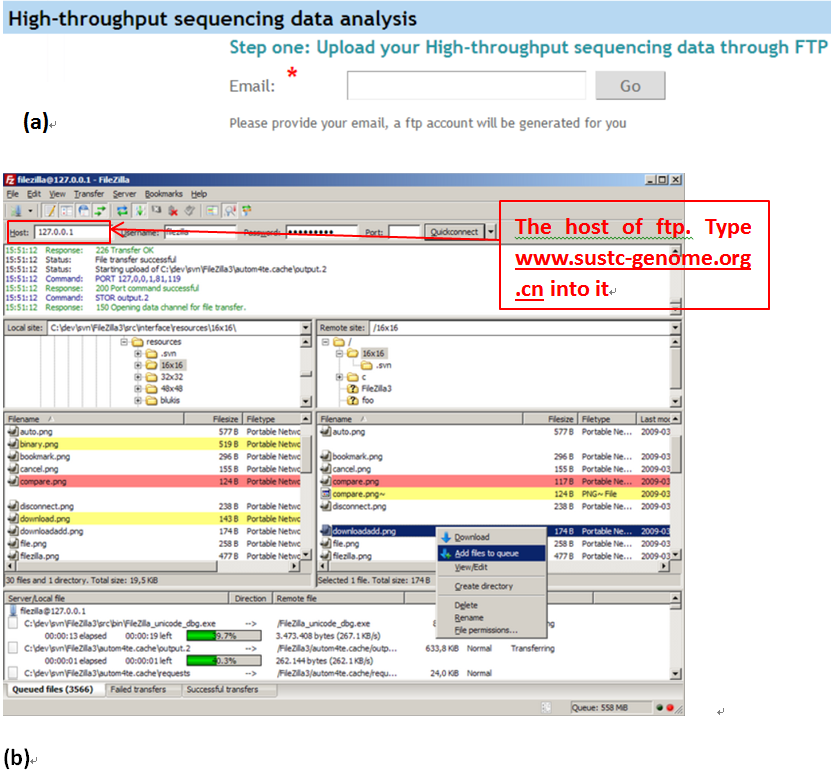 High-throughput sequencing data analysis
Step one: Upload your High-throughput sequencing data through FTP
Email: * Go
Please provide your email, a ftp account will be generated for you
(a)
filezilla@127.0.0.1 - FileZilla
File Edit View Transfer Server Bookmarks Help
Host: 127.0.0.1 Username: filezilla Password: ●●●●●●●●● Port: Quickconnect
The host of ftp. Type
www.sustc-genome.org
.cn into it
15:51:12 Response: 226 Transfer OK
15:51:12 Status: File transfer successful
15:51:12 Status: Starting upload of C:\dev\svn\FileZilla3\autom4te.cache\output.2
15:51:12 Command: PORT 127,0,0,1,81,119
15:51:12 Response: 200 Port command successful
15:51:12 Command: STOR output.2
15:51:12 Response: 150 Opening data channel for file transfer.
Local site: C:\dev\svn\FileZilla3\src\interface\resources\16x16\ Remote site: /16x16
resources /
.svn 16x16
16x16 .svn
32x32 c
48x48 FileZilla3
blukis foo
Filename Filesize Filetype Filename Filesize Filetype Last mo
auto.png 577 B Portable Netwo auto.png 577 B Portable Ne... 2009-03
binary.png 519 B Portable Netwo
bookmark.png 296 B Portable Netwo bookmark.png 296 B Portable Ne... 2009-03
cancel.png 155 B Portable Netwo cancel.png 155 B Portable Ne... 2009-03
compare.png 124 B Portable Netwo compare.png 117 B Portable Ne... 2009-03
compare.png~ 124 B PNG~ File 2009-03
disconnect.png 238 B Portable Netwo disconnect.png 238 B Portable Ne... 2009-03
download.png 143 B Portable Netwo
downloadadd.png 174 B Portable Netwo downloadadd.png 174 B Portable Ne... 2009-03
file.png 258 B Portable Netwo file.png 258 B Portable Ne... 2009-03
filezilla.png 477 B Portable Netwo filezilla.png 477 B Portable Ne... 2009-03
Download
Add files to queue
View/Edit
Create directory
Delete
Rename
File permissions...
30 files and 1 directory. Total size: 19,5 KiB Selected 1 file. Total size: 174 B
Server/Local file Direction Remote file
filezilla@127.0.0.1
C:\dev\svn\FileZilla3\src\bin\FileZilla_unicode_dbg.exe --> /FileZilla_unicode_dbg.exe
00:00:13 elapsed 00:00:19 left 9.7% 3.473.408 bytes (267.1 KB/s)
C:\dev\svn\FileZilla3\autom4te.cache\output.2 --> /FileZilla3/autom4te.cache/outp... 633,8 KiB Normal Transferring
00:00:01 elapsed 00:00:01 left 0.3% 262.144 bytes (262.1 KB/s)
C:\dev\svn\FileZilla3\autom4te.cache\requests --> /FileZilla3/autom4te.cache/requ... 24,0 KiB Normal
Queued files (3566) Failed transfers Successful transfers
Queue: 558 MiB
(b)